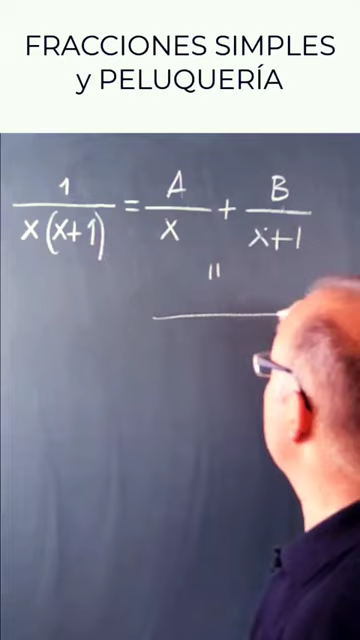 FRACCIONES SIMPLES
y PELUQUERÍA
1/(x(x+1)) = A/x + B/(x+1)
"